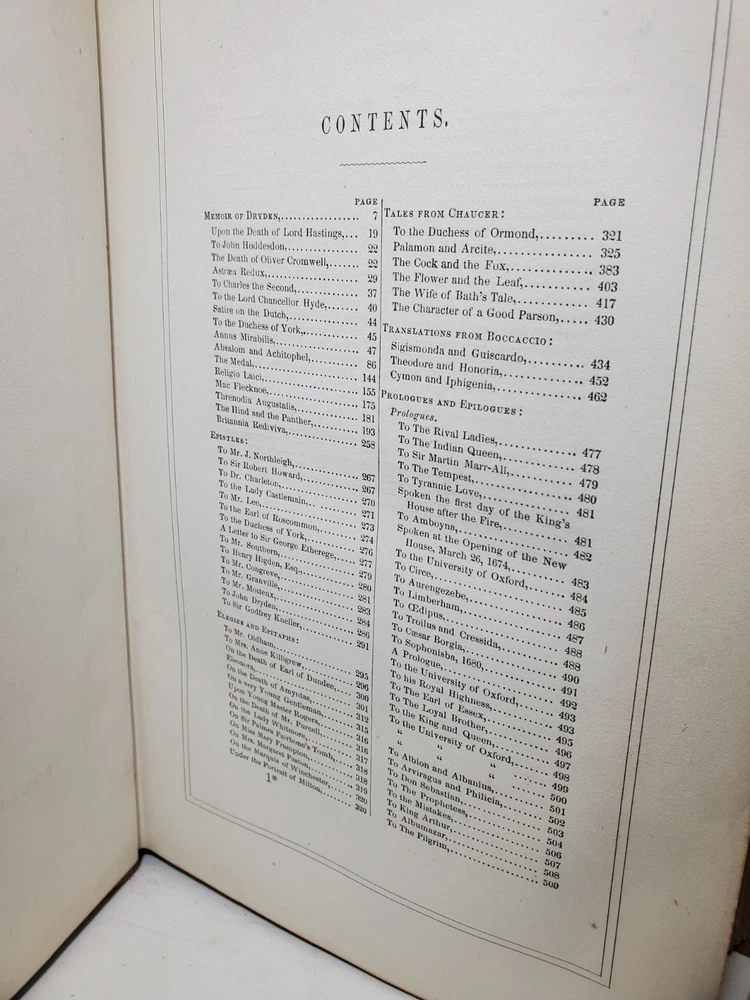 CONTENTS.
PAGE
MEMOIR OF DRYDEN,.................. 7
Upon the Death of Lord Hastings,... 19
To John Hoddesdon,................ 22
The Death of Oliver Cromwell,....... 22
Astræa Redux,..................... 29
To Charles the Second,............. 37
To the Lord Chancellor Hyde,....... 40
Satire on the Dutch,............... 44
To the Duchess of York,............ 45
Annus Mirabilis,................... 47
Absalom and Achitophel,............ 86
The Medal,........................ 144
Religio Laici,..................... 155
Mac Flecknoe,..................... 175
Threnodia Augustalis,.............. 181
The Hind and the Panther,.......... 193
Britannia Rediviva,................ 258
EPISTLES:
To Mr. J. Northleigh,.............. 267
To Sir Robert Howard,............. 267
To Dr. Charleton,................. 270
To the Lady Castlemain,........... 271
To Mr. Lee,....................... 273
To the Earl of Roscommon,......... 274
To the Duchess of York,........... 276
A Letter to Sir George Etherege,.... 277
To Mr. Southern,.................. 279
To Henry Higden, Esq.,............ 280
To Mr. Congreve,.................. 281
To Mr. Granville,.................. 283
To Mr. Motteux,................... 284
To John Dryden,................... 286
To Sir Godfrey Kneller,............ 291
ELEGIES AND EPITAPHS:
To Mr. Oldham,................... 295
To Mrs. Anne Killigrew,........... 296
On the Death of Earl of Dundee,.... 300
Eleonora,......................... 301
On the Death of Amyntas,.......... 312
On a very Young Gentleman,........ 315
Upon Young Master Rogers,........ 316
On the Death of Mr. Purcell,....... 316
On the Lady Whitmore,............ 317
On Sir Palmes Fairbone's Tomb,.... 318
On Miss Mary Frampton,........... 318
On Mrs. Margaret Paston,.......... 319
On the Marquis of Winchester,...... 320
Under the Portrait of Milton,....... 320
1*
PAGE
TALES FROM CHAUCER:
To the Duchess of Ormond,......... 321
Palamon and Arcite,............... 325
The Cock and the Fox,............. 383
The Flower and the Leaf,........... 403
The Wife of Bath's Tale,............ 417
The Character of a Good Parson,..... 430
TRANSLATIONS FROM BOCCACCIO:
Sigismonda and Guiscardo,.......... 434
Theodore and Honoria,............. 452
Cymon and Iphigenia,.............. 462
PROLOGUES AND EPILOGUES:
Prologues.
To The Rival Ladies,.............. 477
To The Indian Queen,............. 478
To Sir Martin Marr-All,............ 479
To The Tempest,.................. 480
To Tyrannic Love,................. 481
Spoken the first day of the King's
House after the Fire,............ 481
To Amboyna,..................... 482
Spoken at the Opening of the New
House, March 26, 1674,.......... 483
To the University of Oxford,........ 484
To Circe,......................... 485
To Aurengezebe,.................. 486
To Limberham,................... 487
To Œdipus,....................... 488
To Troilus and Cressida,........... 488
To Cæsar Borgia,.................. 490
To Sophonisba, 1680,.............. 491
A Prologue,....................... 492
To the University of Oxford,........ 493
To his Royal Highness,............ 493
To The Earl of Essex,.............. 495
To The Loyal Brother,............. 496
To the King and Queen,........... 497
To the University of Oxford,........ 498
“ “ “ ........ 499
“ “ “ ........ 500
To Albion and Albanius,........... 501
To Arviragus and Philicia,.......... 502
To Don Sebastian,................ 503
To The Prophetess,............... 504
To the Mistakes,.................. 506
To King Arthur,................... 507
To Albumazar,.................... 508
To The Pilgrim,................... 509